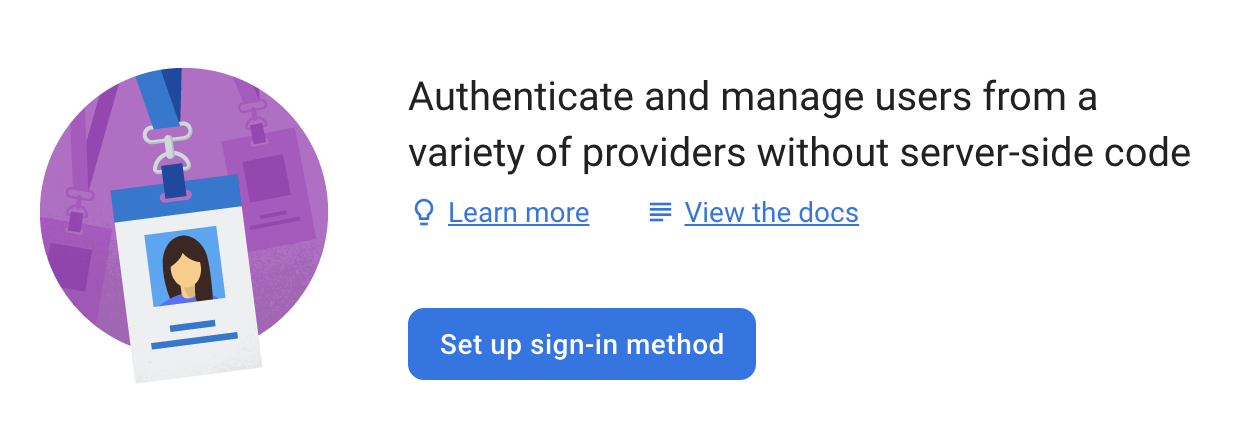 Authenticate and manage users from a
variety of providers without server-side code
Learn more
View the docs
Set up sign-in method